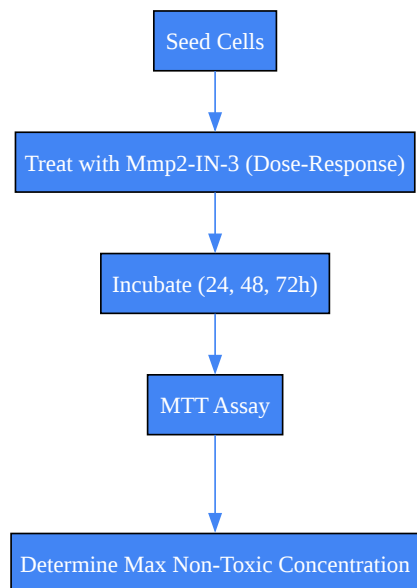 Seed Cells
Treat with Mmp2-IN-3 (Dose-Response)
Incubate (24, 48, 72h)
MTT Assay
Determine Max Non-Toxic Concentration